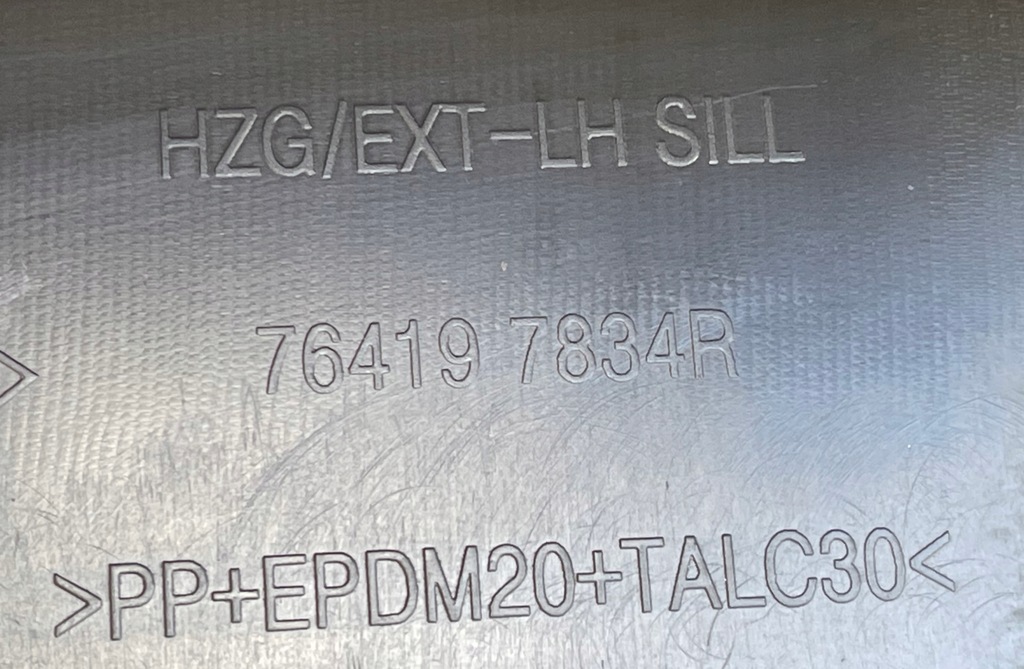 HZG/EXT-LH SILL
76419 7834R
>PP+EPDM20+TALC30<